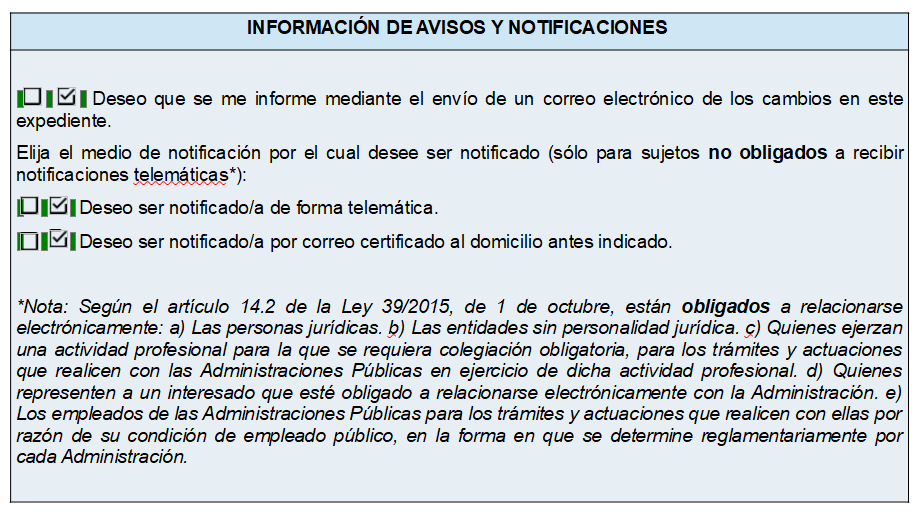 INFORMACIÓN DE AVISOS Y NOTIFICACIONES
Deseo que se me informe mediante el envío de un correo electrónico de los cambios en este
expediente.
Elija el medio de notificación por el cual desee ser notificado (sólo para sujetos no obligados a recibir
notificaciones telemáticas*):
Deseo ser notificado/a de forma telemática.
Deseo ser notificado/a por correo certificado al domicilio antes indicado.
*Nota: Según el artículo 14.2 de la Ley 39/2015, de 1 de octubre, están obligados a relacionarse
electrónicamente: a) Las personas jurídicas. b) Las entidades sin personalidad jurídica. c) Quienes ejerzan
una actividad profesional para la que se requiera colegiación obligatoria, para los trámites y actuaciones
que realicen con las Administraciones Públicas en ejercicio de dicha actividad profesional. d) Quienes
representen a un interesado que esté obligado a relacionarse electrónicamente con la Administración. e)
Los empleados de las Administraciones Públicas para los trámites y actuaciones que realicen con ellas por
razón de su condición de empleado público, en la forma en que se determine reglamentariamente por
cada Administración.